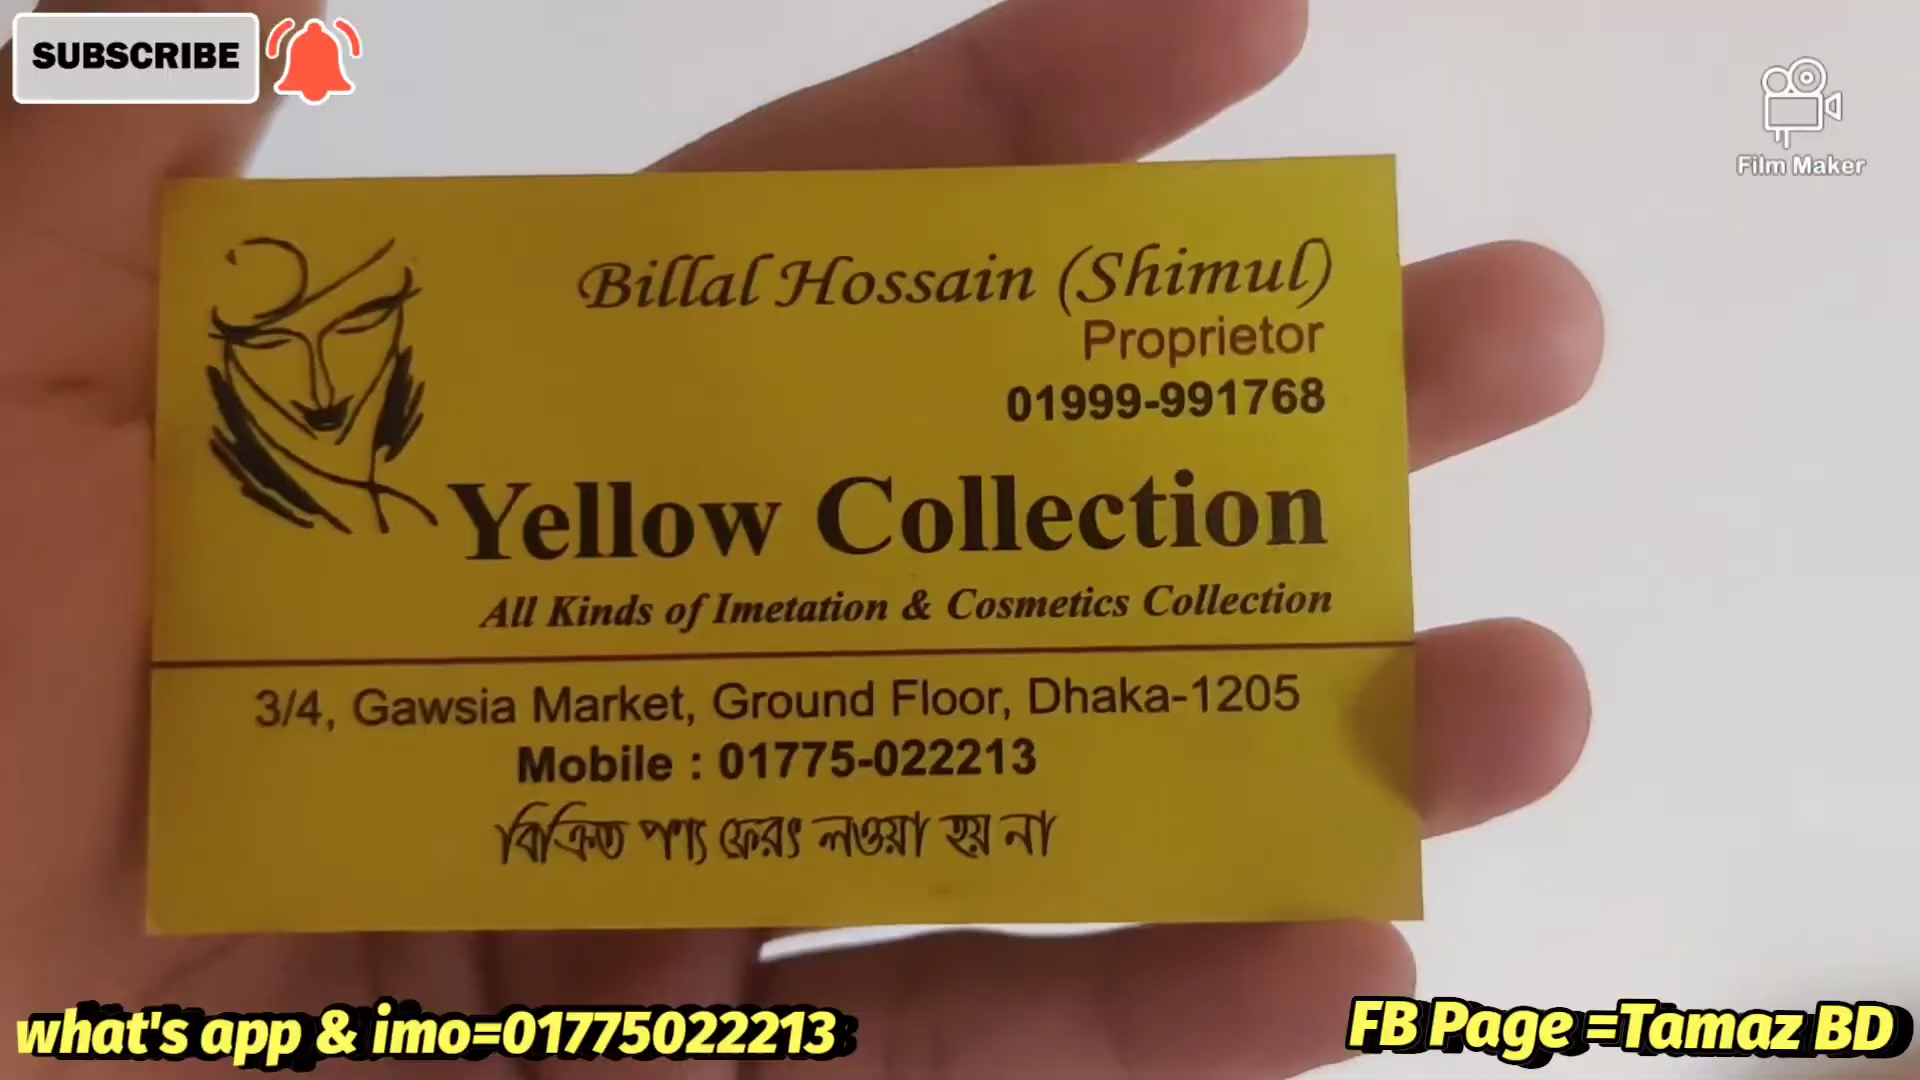 SUBSCRIBE
Film Maker
Billal Hossain (Shimul)
Proprietor
01999-991768
Yellow Collection
All Kinds of Imetation & Cosmetics Collection
3/4, Gawsia Market, Ground Floor, Dhaka-1205
Mobile : 01775-022213
বিক্রিত পণ্য ফেরৎ লওয়া হয় না
what's app & imo=01775022213
FB Page =Tamaz BD